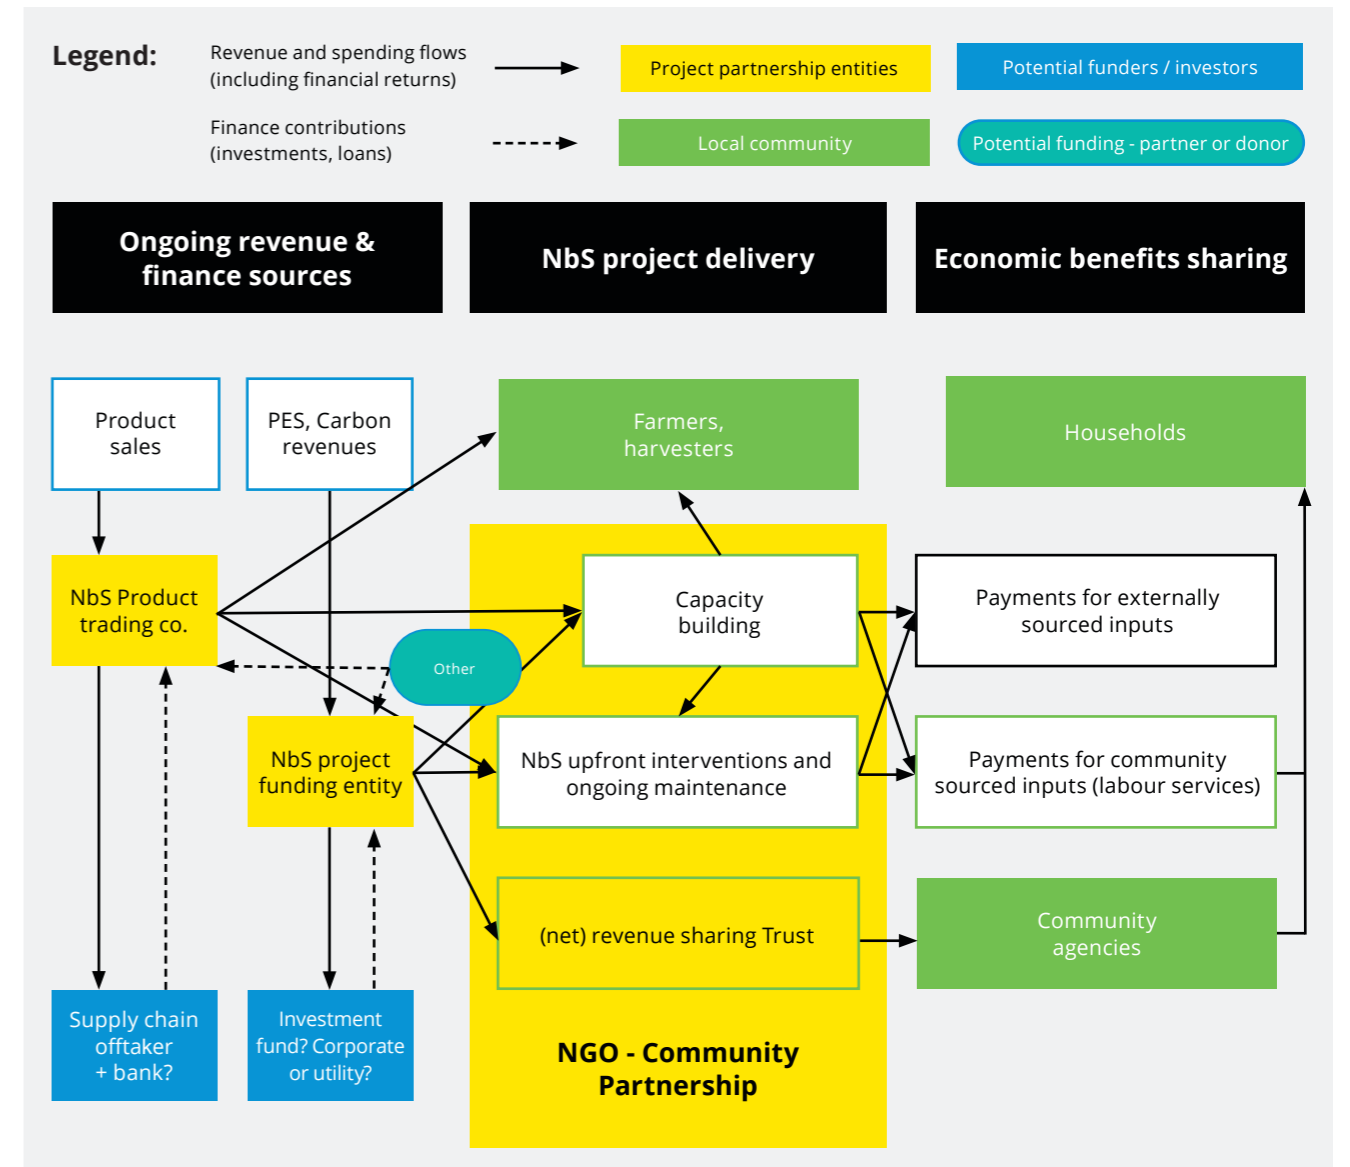 Legend:
Revenue and spending flows
(including financial returns)
Project partnership entities
Potential funders / investors
Finance contributions
(investments, loans)
Local community
Potential funding - partner or donor
Ongoing revenue &
finance sources
NbS project delivery
Economic benefits sharing
Product
sales
PES, Carbon
revenues
Farmers,
harvesters
Households
NbS Product
trading co.
Capacity
building
Payments for externally
sourced inputs
Other
NbS project
funding entity
NbS upfront interventions and
ongoing maintenance
Payments for community
sourced inputs (labour services)
(net) revenue sharing Trust
Community
agencies
Supply chain
offtaker
+ bank?
Investment
fund? Corporate
or utility?
NGO - Community
Partnership